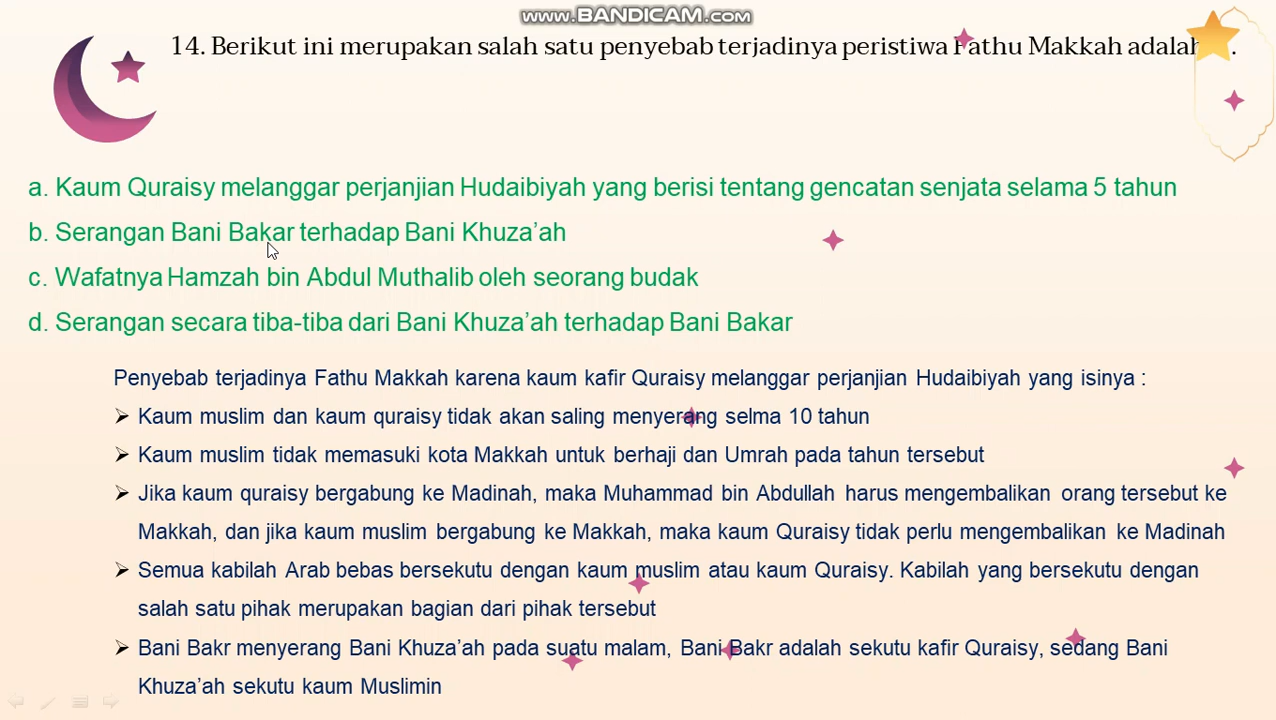 www.BANDICAM.com
14. Berikut ini merupakan salah satu penyebab terjadinya peristiwa Fathu Makkah adalah
a. Kaum Quraisy melanggar perjanjian Hudaibiyah yang berisi tentang gencatan senjata selama 5 tahun
b. Serangan Bani Bakar terhadap Bani Khuza’ah
c. Wafatnya Hamzah bin Abdul Muthalib oleh seorang budak
d. Serangan secara tiba-tiba dari Bani Khuza’ah terhadap Bani Bakar
Penyebab terjadinya Fathu Makkah karena kaum kafir Quraisy melanggar perjanjian Hudaibiyah yang isinya :
➢ Kaum muslim dan kaum quraisy tidak akan saling menyerang selma 10 tahun
➢ Kaum muslim tidak memasuki kota Makkah untuk berhaji dan Umrah pada tahun tersebut
➢ Jika kaum quraisy bergabung ke Madinah, maka Muhammad bin Abdullah harus mengembalikan orang tersebut ke
Makkah, dan jika kaum muslim bergabung ke Makkah, maka kaum Quraisy tidak perlu mengembalikan ke Madinah
➢ Semua kabilah Arab bebas bersekutu dengan kaum muslim atau kaum Quraisy. Kabilah yang bersekutu dengan
salah satu pihak merupakan bagian dari pihak tersebut
➢ Bani Bakr menyerang Bani Khuza’ah pada suatu malam, Bani Bakr adalah sekutu kafir Quraisy, sedang Bani
Khuza’ah sekutu kaum Muslimin